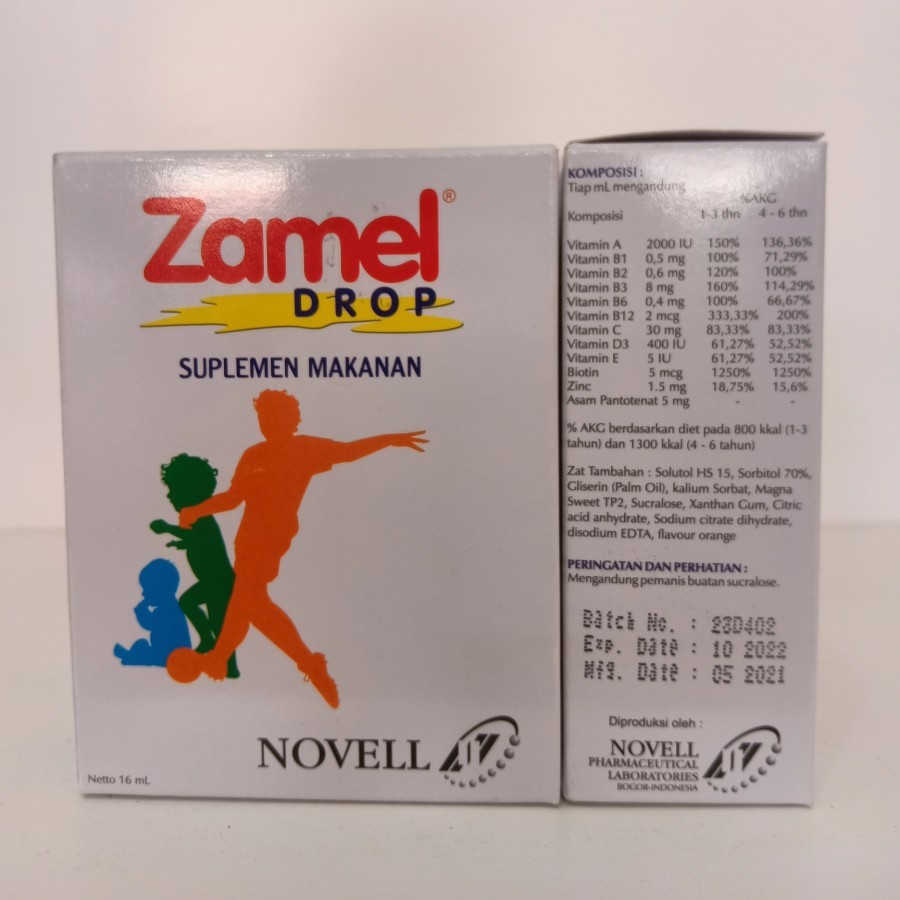 Zamel®
DROP
SUPLEMEN MAKANAN
NOVELL
Netto 16 mL
KOMPOSISI :
Tiap mL mengandung
%AKG
Komposisi 1-3 thn 4 - 6 thn
Vitamin A 2000 IU 150% 136,36%
Vitamin B1 0,5 mg 100% 71,29%
Vitamin B2 0,6 mg 120% 100%
Vitamin B3 8 mg 160% 114,29%
Vitamin B6 0,4 mg 100% 66,67%
Vitamin B12 2 mcg 333,33% 200%
Vitamin C 30 mg 83,33% 83,33%
Vitamin D3 400 IU 61,27% 52,52%
Vitamin E 5 IU 61,27% 52,52%
Biotin 5 mcg 1250% 1250%
Zinc 1.5 mg 18,75% 15,6%
Asam Pantotenat 5 mg - -
% AKG berdasarkan diet pada 800 kkal (1-3
tahun) dan 1300 kkal (4 - 6 tahun)
Zat Tambahan : Solutol HS 15, Sorbitol 70%,
Gliserin (Palm Oil), kalium Sorbat, Magna
Sweet TP2, Sucralose, Xanthan Gum, Citric
acid anhydrate, Sodium citrate dihydrate,
disodium EDTA, flavour orange
PERINGATAN DAN PERHATIAN :
Mengandung pemanis buatan sucralose.
Batch No. : 23D402
Exp. Date : 10 2022
Mfg. Date : 05 2021
Diproduksi oleh :
NOVELL
PHARMACEUTICAL
LABORATORIES
BOGOR-INDONESIA